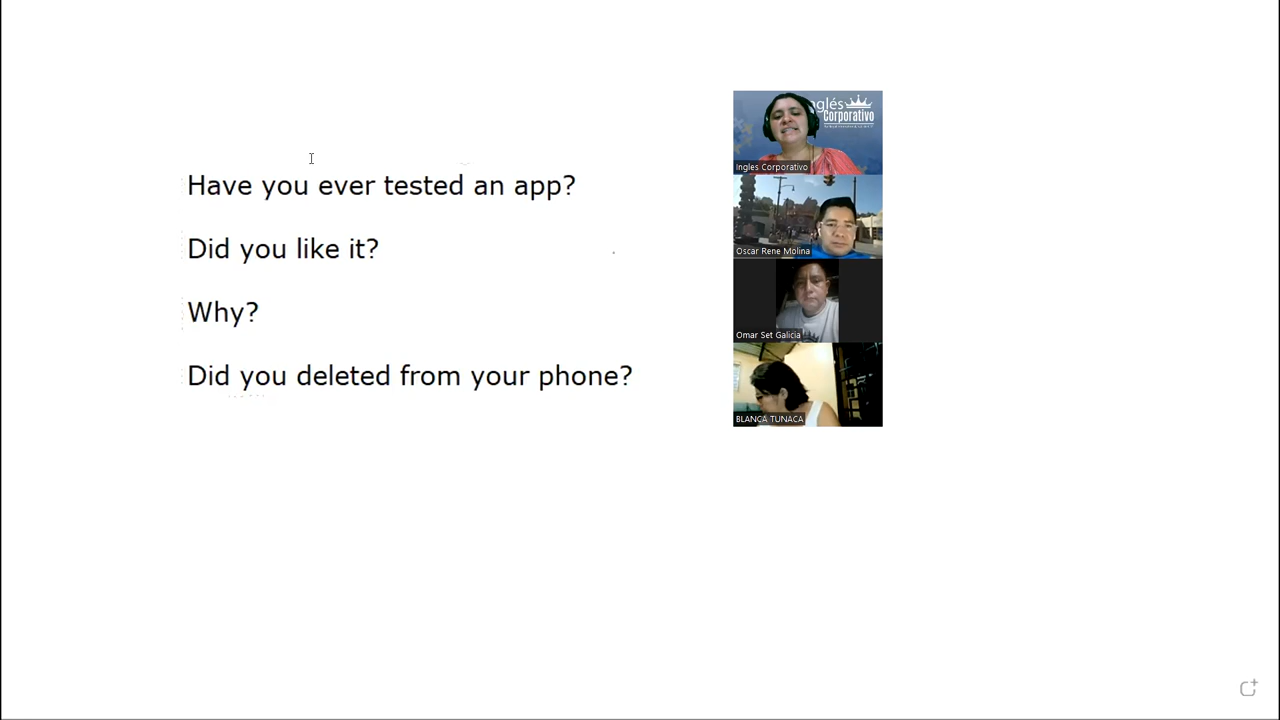 Have you ever tested an app?
Did you like it?
Why?
Did you deleted from your phone?
Inglés
Corporativo
Ingles Corporativo
Oscar Rene Molina
Omar Set Galicia
BLANCA TUNACA